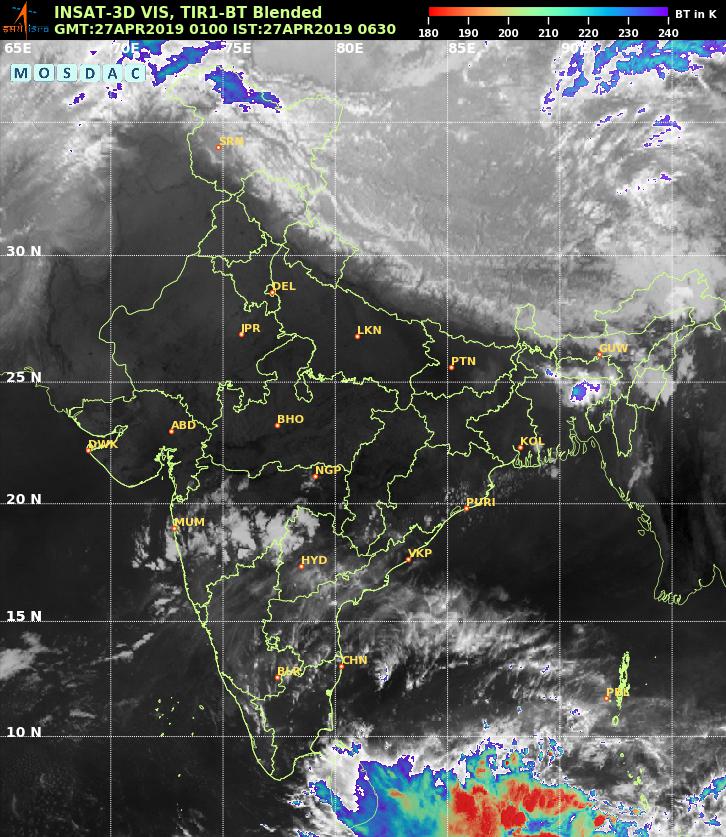 INSAT-3D VIS, TIR1-BT Blended
GMT:27APR2019 0100 IST:27APR2019 0630
BT in K
180 190 200 210 220 230 240
65E 70E 75E 80E 85E 90E
M O S D A C
SRN
30 N
DEL
JPR LKN
GUW
PTN
25 N
ABD BHO
DWK KOL
NGP
20 N PURI
MUM
HYD VKP
15 N
BLR CHN
10 N